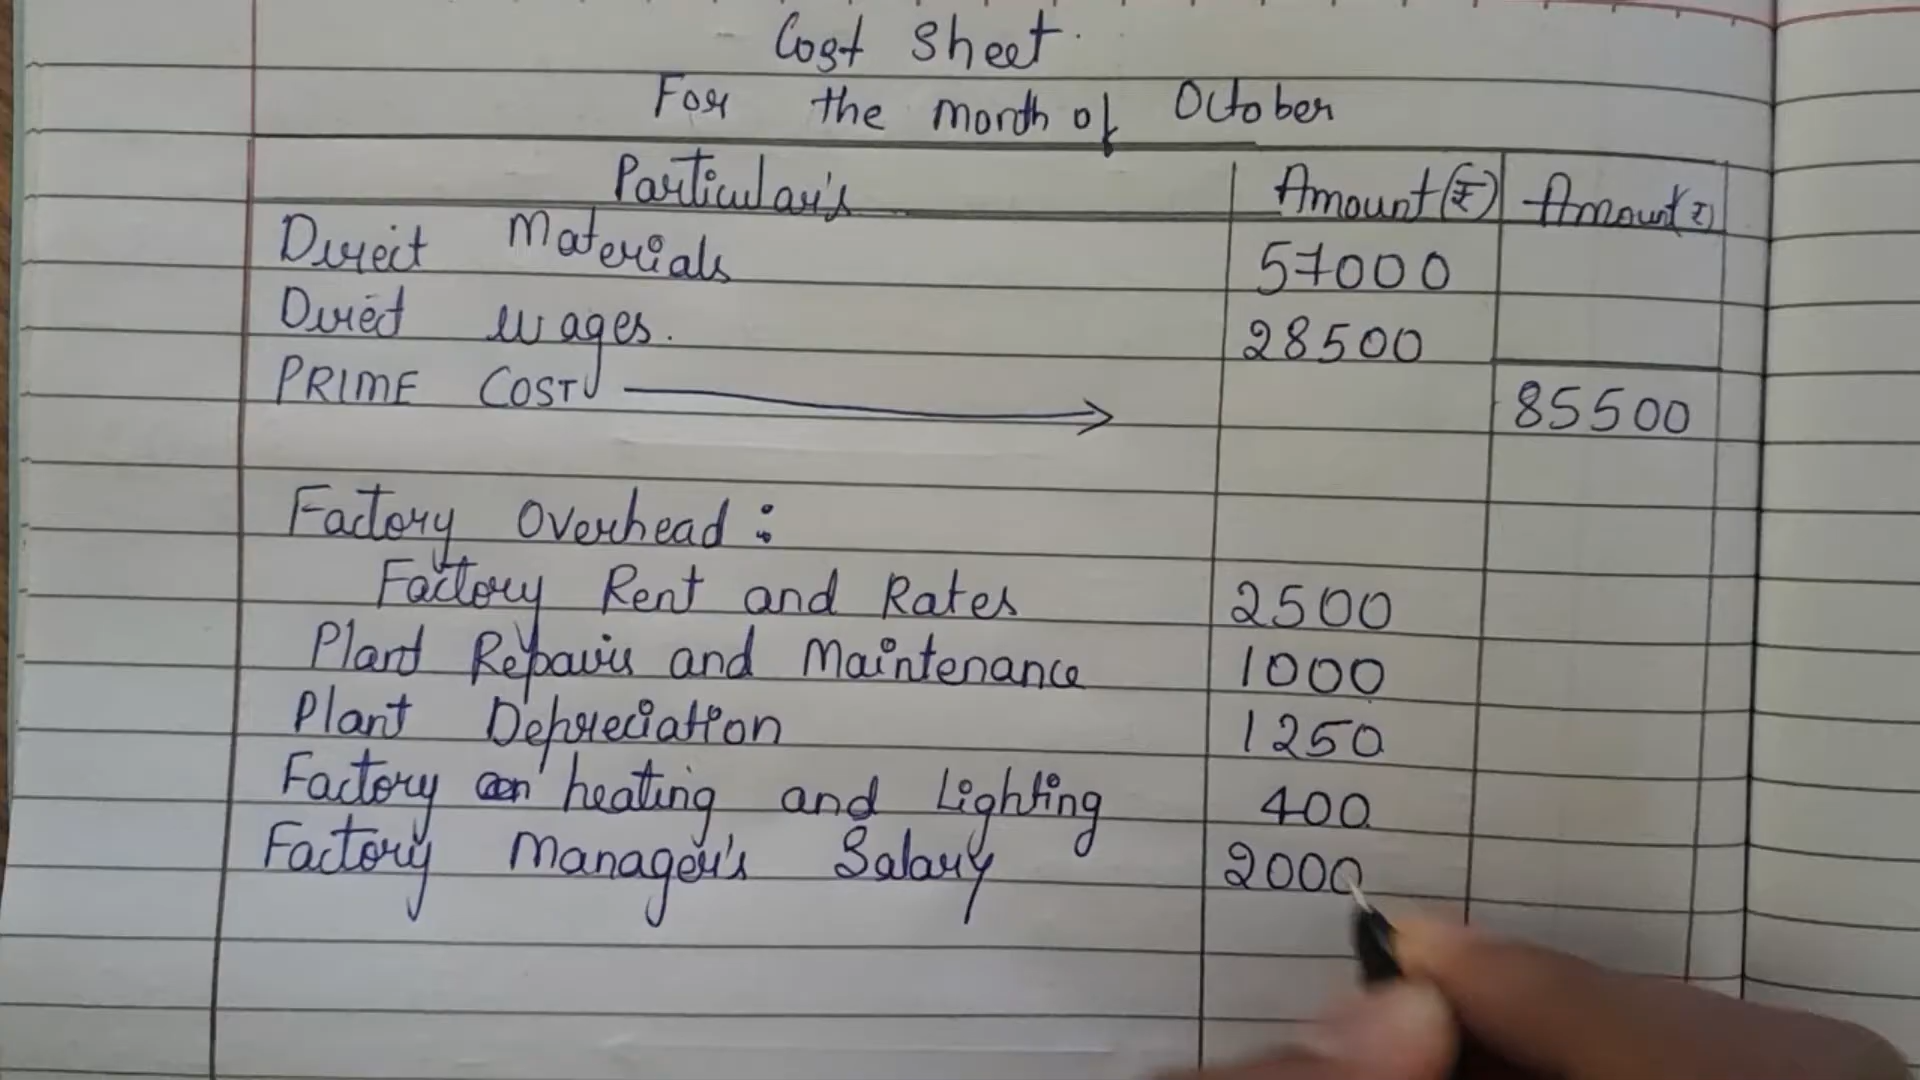 Cost Sheet
For the month of October
Particular's Amount (₹) Amount (₹)
Direct Materials 57000
Direct wages. 28500
PRIME COST 85500
Factory Overhead :
Factory Rent and Rates 2500
Plant Repairs and Maintenance 1000
Plant Depreciation 1250
Factory heating and Lighting 400
Factory Manager's Salary 2000